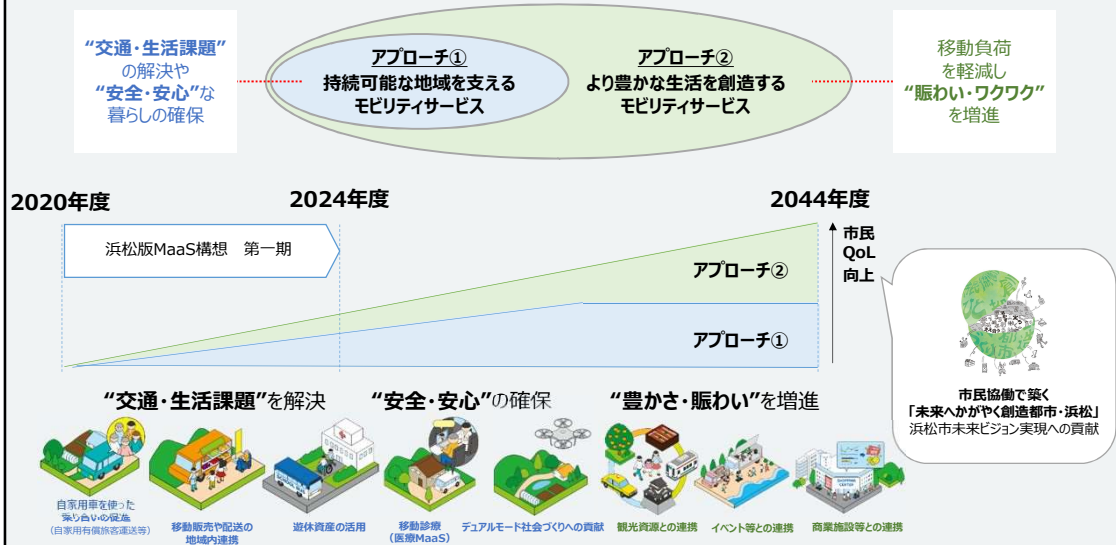 “交通・生活課題”
の解決や
“安全・安心”な
暮らしの確保
アプローチ①
持続可能な地域を支える
モビリティサービス
アプローチ②
より豊かな生活を創造する
モビリティサービス
移動負荷
を軽減し
“賑わい・ワクワク”
を増進
2020年度
2024年度
2044年度
浜松版MaaS構想　第一期
市民
QoL
向上
アプローチ②
アプローチ①
市民協働で築く
「未来へかがやく創造都市・浜松」
浜松市未来ビジョン実現への貢献
“交通・生活課題”を解決
“安全・安心”の確保
“豊かさ・賑わい”を増進
自家用車を使った
乗り合いの促進
（自家用有償旅客運送等）
移動販売や配送の
地域内連携
遊休資産の活用
移動診療
（医療MaaS）
デュアルモード社会づくりへの貢献
観光資源との連携
イベント等との連携
SHOPPING
CENTER
商業施設等との連携